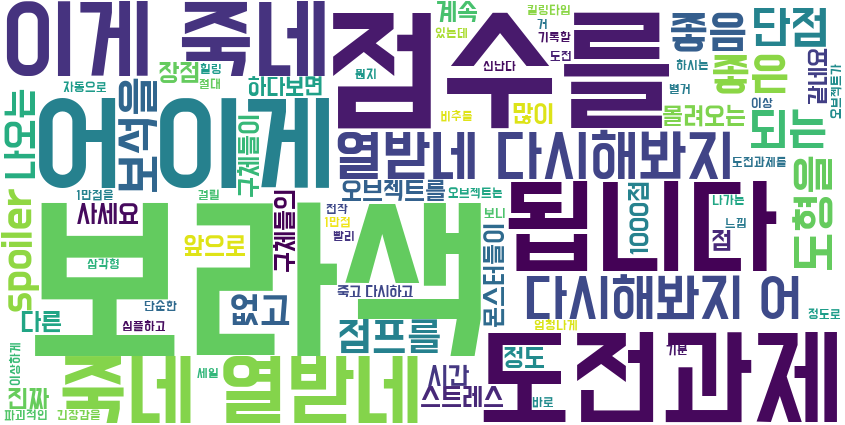 이게 죽네
점수를
계속
킬링타임
있는데
거
기록할
도전
신난다
좋음
단점
좋은
하시는
별거
같네요
오브젝트가
자동으로
장점
힐링
절대
하다보면
뭔지
비주를
많이
몰려오는
이상
되는
나오는
보석을
어이게
구체들이
열받네 다시해봐지
도전과제를
도형을
spoiler
1만점을
사세요
걸릴
구체들의
오브젝트를
오브젝트는
전작
1만점
빨리
보니
몬스터들이
됩니다
1000점
나가는
느낌
점
보라색
앞으로
삼각형
죽고 다시하고
다시해봐지 어
다른
단순한
심플하고
없고
점프를
엄청나게
정도로
진짜
이상하게
파괴적인
긴장감을
죽네 열받네
세일
시간
스트레스
정도
바로
도전과제
기분